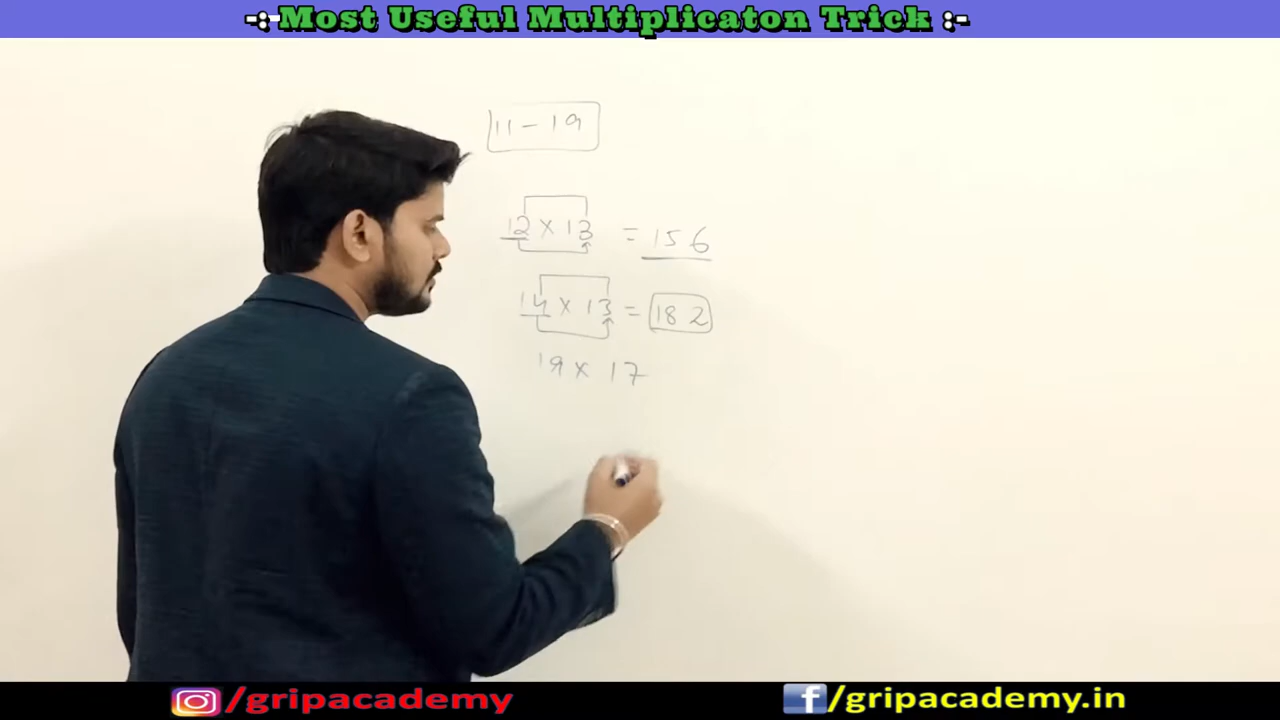 -:-Most Useful Multiplicaton Trick :-
11 - 19
12 x 13 = 156
14 x 13 = 182
19 x 17
/gripacademy
f/gripacademy.in